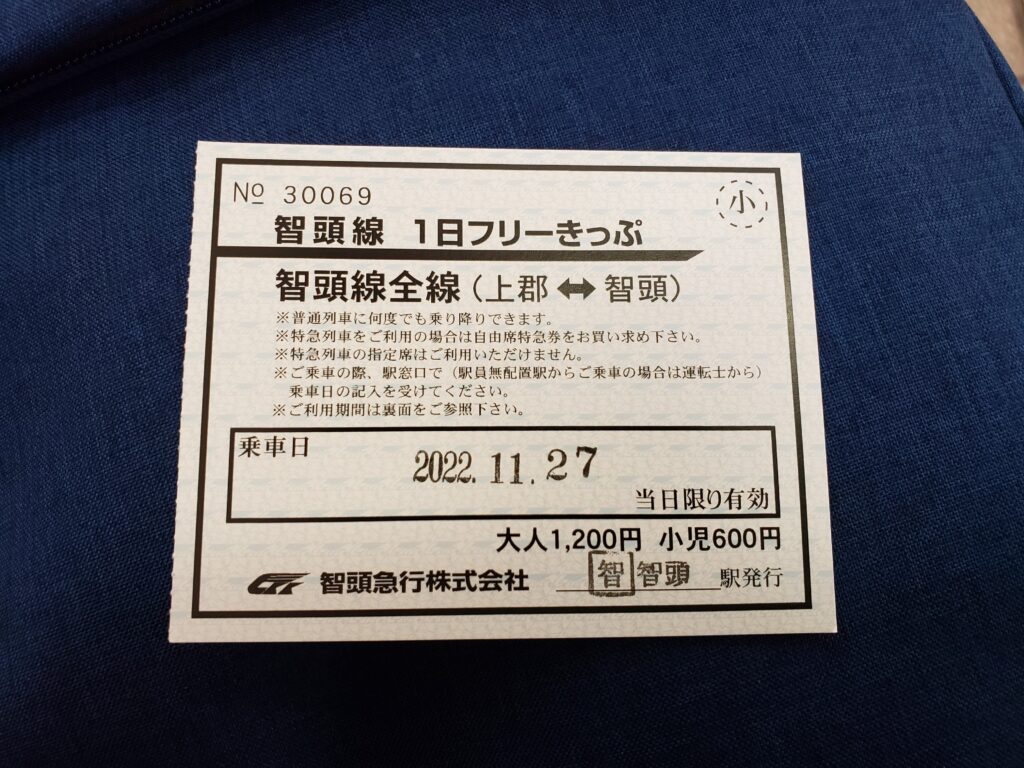 № 30069
小
智頭線 1日フリーきっぷ
智頭線全線(上郡⬌智頭)
※普通列車に何度でも乗り降りできます。
※特急列車をご利用の場合は自由席特急券をお買い求め下さい。
※特急列車の指定席はご利用いただけません。
※ご乗車の際、駅窓口で(駅員無配置駅からご乗車の場合は運転士から)
乗車日の記入を受けてください。
※ご利用期間は裏面をご参照下さい。
乗車日
2022.11.27
当日限り有効
大人1,200円 小児600円
智頭急行株式会社 智 智頭 駅発行